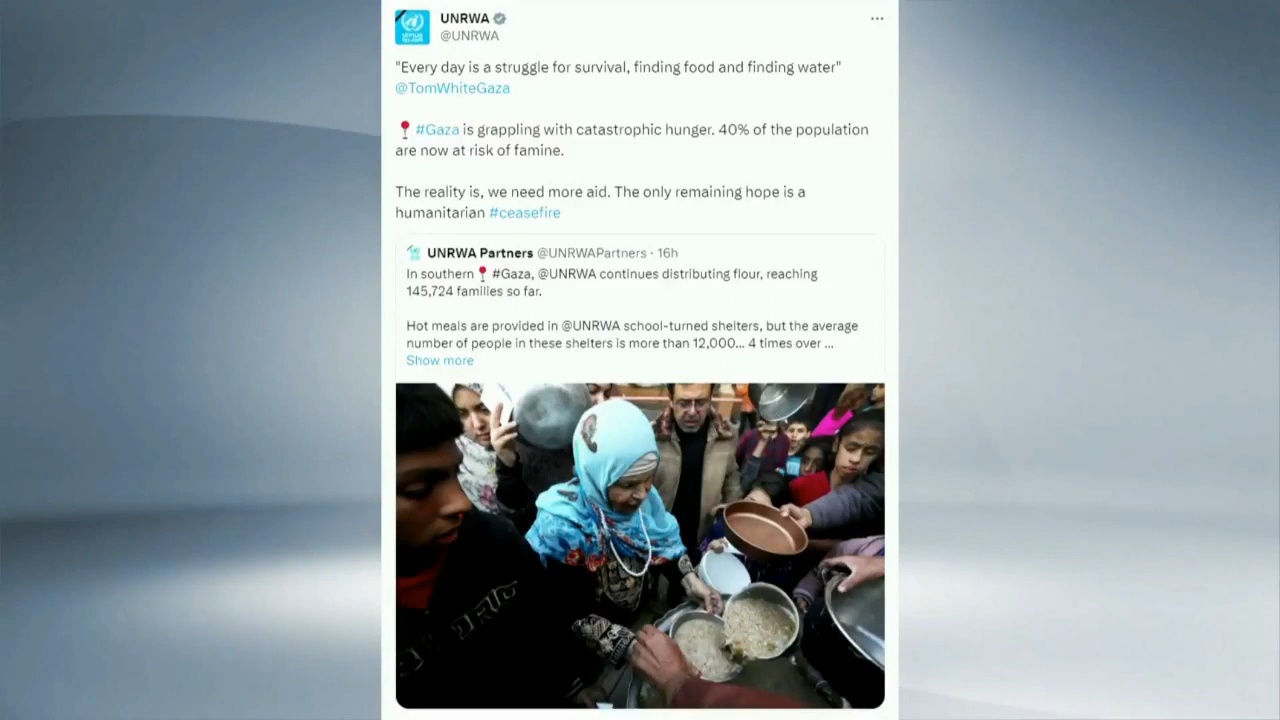 UNRWA
@UNRWA
"Every day is a struggle for survival, finding food and finding water"
@TomWhiteGaza
#Gaza is grappling with catastrophic hunger. 40% of the population
are now at risk of famine.
The reality is, we need more aid. The only remaining hope is a
humanitarian #ceasefire
UNRWA Partners @UNRWAPartners · 16h
In southern 📍 #Gaza, @UNRWA continues distributing flour, reaching
145,724 families so far.
Hot meals are provided in @UNRWA school-turned shelters, but the average
number of people in these shelters is more than 12,000... 4 times over ...
Show more